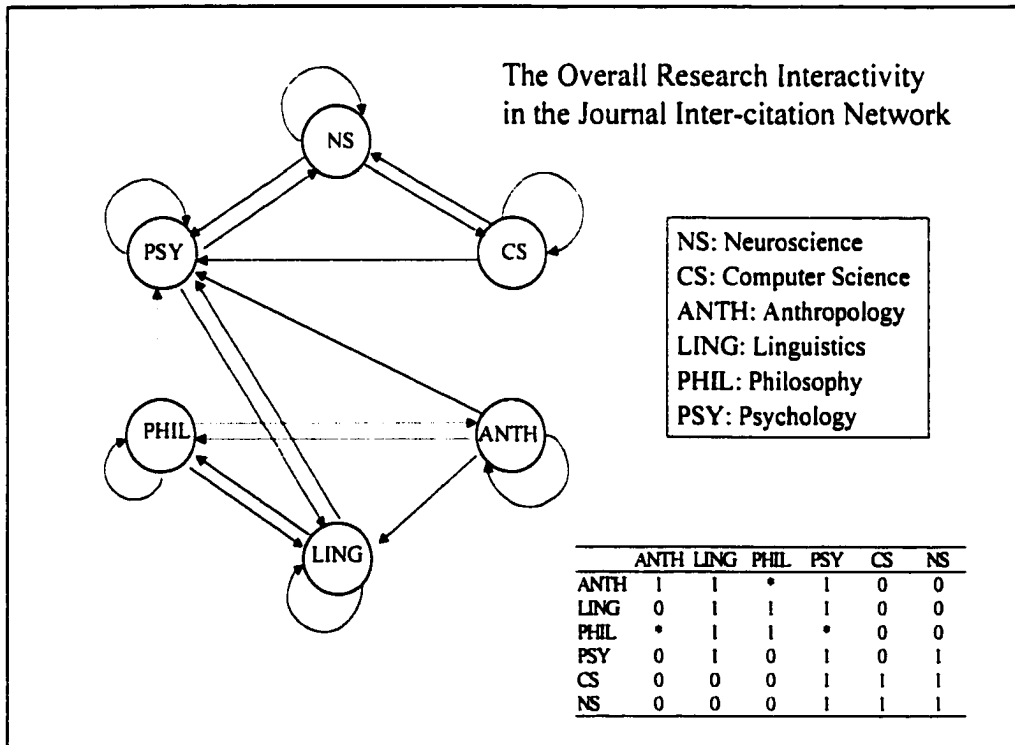 The Overall Research Interactivity
in the Journal Inter-citation Network
NS
PSY
CS
PHIL
ANTH
LING
NS: Neuroscience
CS: Computer Science
ANTH: Anthropology
LING: Linguistics
PHIL: Philosophy
PSY: Psychology
ANTH LING PHIL PSY CS NS
ANTH 1 1 * 1 0 0
LING 0 1 1 1 0 0
PHIL * 1 1 * 0 0
PSY 0 1 0 1 0 1
CS 0 0 0 1 1 1
NS 0 0 0 1 1 1